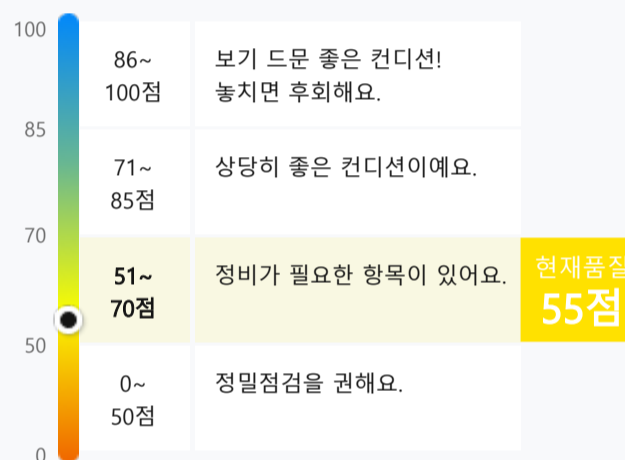 100
86~
100점
보기 드문 좋은 컨디션!
놓치면 후회해요.
85
71~
85점
상당히 좋은 컨디션이예요.
70
51~
70점
정비가 필요한 항목이 있어요.
현재품질
55점
50
0~
50점
정밀점검을 권해요.
0